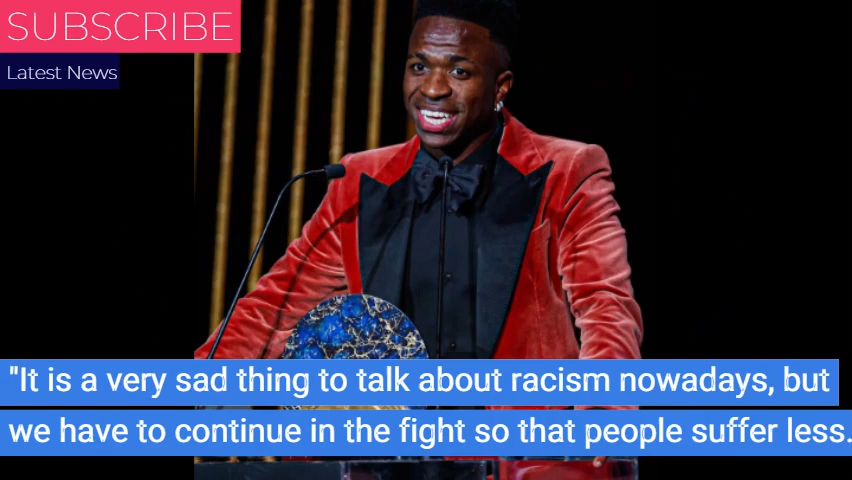 SUBSCRIBE
Latest News
"It is a very sad thing to talk about racism nowadays, but
we have to continue in the fight so that people suffer less.